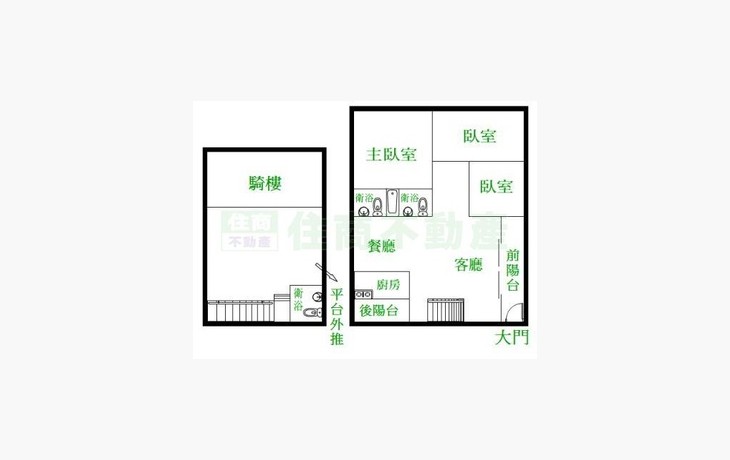 騎樓
住商
不動產
衛浴
平台外推
主臥室
臥室
臥室
衛浴
衛浴
住商不動產
餐廳
客廳
前陽台
廚房
後陽台
大門